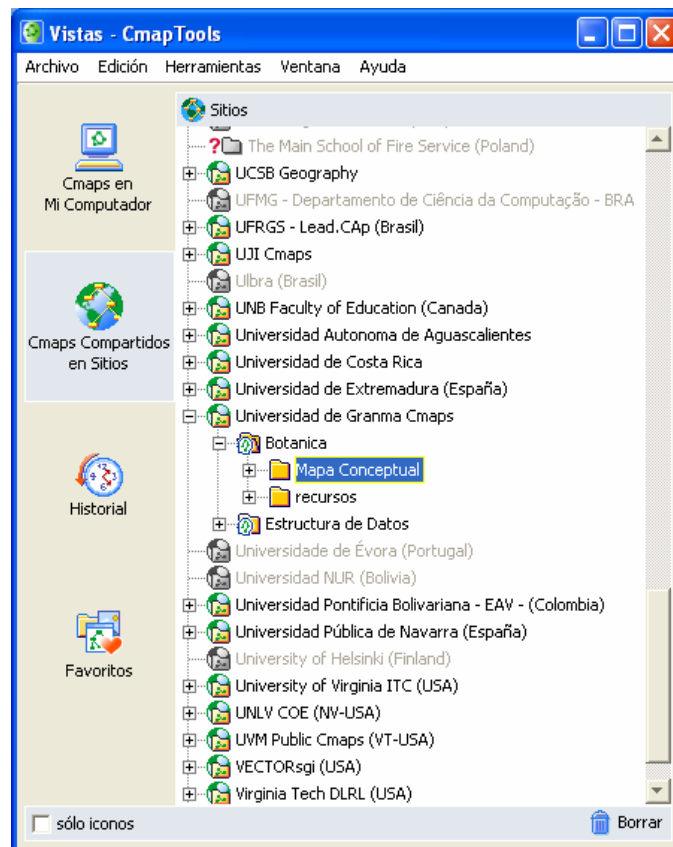 Vistas - CmapTools
Archivo Edición Herramientas Ventana Ayuda
Cmaps en
Mi Computador
Cmaps Compartidos
en Sitios
Historial
Favoritos
Sitios
?
The Main School of Fire Service (Poland)
UCSB Geography
UFMG - Departamento de Ciência da Computação - BRA
UFRGS - Lead.CAp (Brasil)
UJI Cmaps
Ulbra (Brasil)
UNB Faculty of Education (Canada)
Universidad Autonoma de Aguascalientes
Universidad de Costa Rica
Universidad de Extremadura (España)
Universidad de Granma Cmaps
Botanica
Mapa Conceptual
recursos
Estructura de Datos
Universidade de Évora (Portugal)
Universidad NUR (Bolivia)
Universidad Pontificia Bolivariana - EAV - (Colombia)
Universidad Pública de Navarra (España)
University of Helsinki (Finland)
University of Virginia ITC (USA)
UNLV COE (NV-USA)
UVM Public Cmaps (VT-USA)
VECTORsgi (USA)
Virginia Tech DLRL (USA)
sólo iconos
Borrar